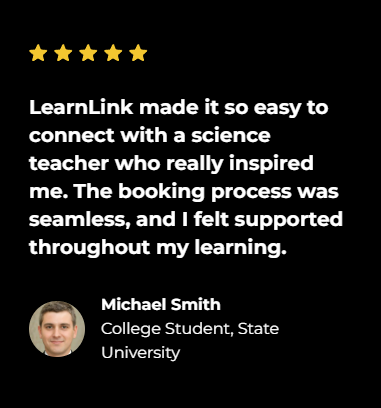 LearnLink made it so easy to
connect with a science
teacher who really inspired
me. The booking process was
seamless, and I felt supported
throughout my learning.
Michael Smith
College Student, State
University